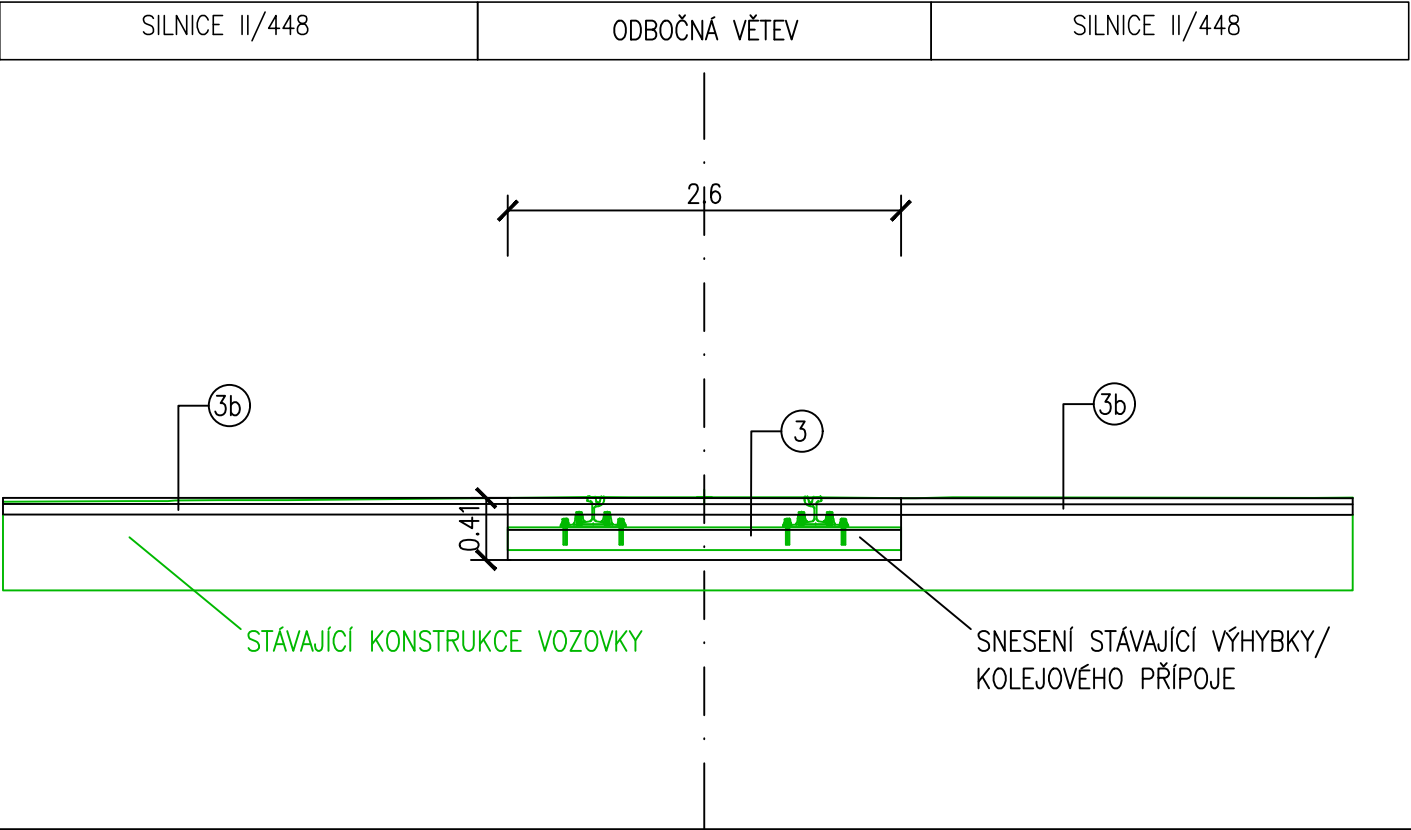 SILNICE II/448
ODBOČNÁ VĚTEV
SILNICE II/448
2.6
3b
3b
3
0.41
STÁVAJÍCÍ KONSTRUKCE VOZOVKY
SNESENÍ STÁVAJÍCÍ VÝHYBKY/
KOLEJOVÉHO PŘÍPOJE